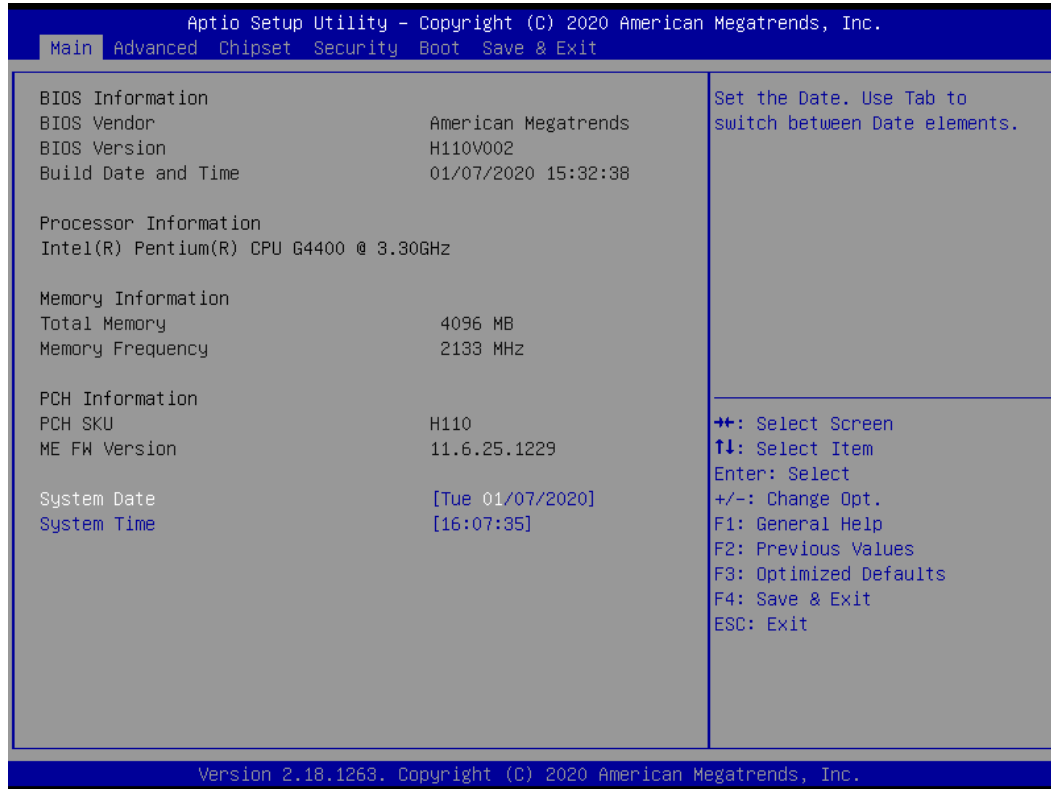 Aptio Setup Utility – Copyright (C) 2020 American Megatrends, Inc.
Main Advanced Chipset Security Boot Save & Exit
BIOS Information
BIOS Vendor American Megatrends
BIOS Version H110V002
Build Date and Time 01/07/2020 15:32:38
Processor Information
Intel(R) Pentium(R) CPU G4400 @ 3.30GHz
Memory Information
Total Memory 4096 MB
Memory Frequency 2133 MHz
PCH Information
PCH SKU H110
ME FW Version 11.6.25.1229
System Date [Tue 01/07/2020]
System Time [16:07:35]
Set the Date. Use Tab to
switch between Date elements.
→←: Select Screen
↑↓: Select Item
Enter: Select
+/-: Change Opt.
F1: General Help
F2: Previous Values
F3: Optimized Defaults
F4: Save & Exit
ESC: Exit
Version 2.18.1263. Copyright (C) 2020 American Megatrends, Inc.